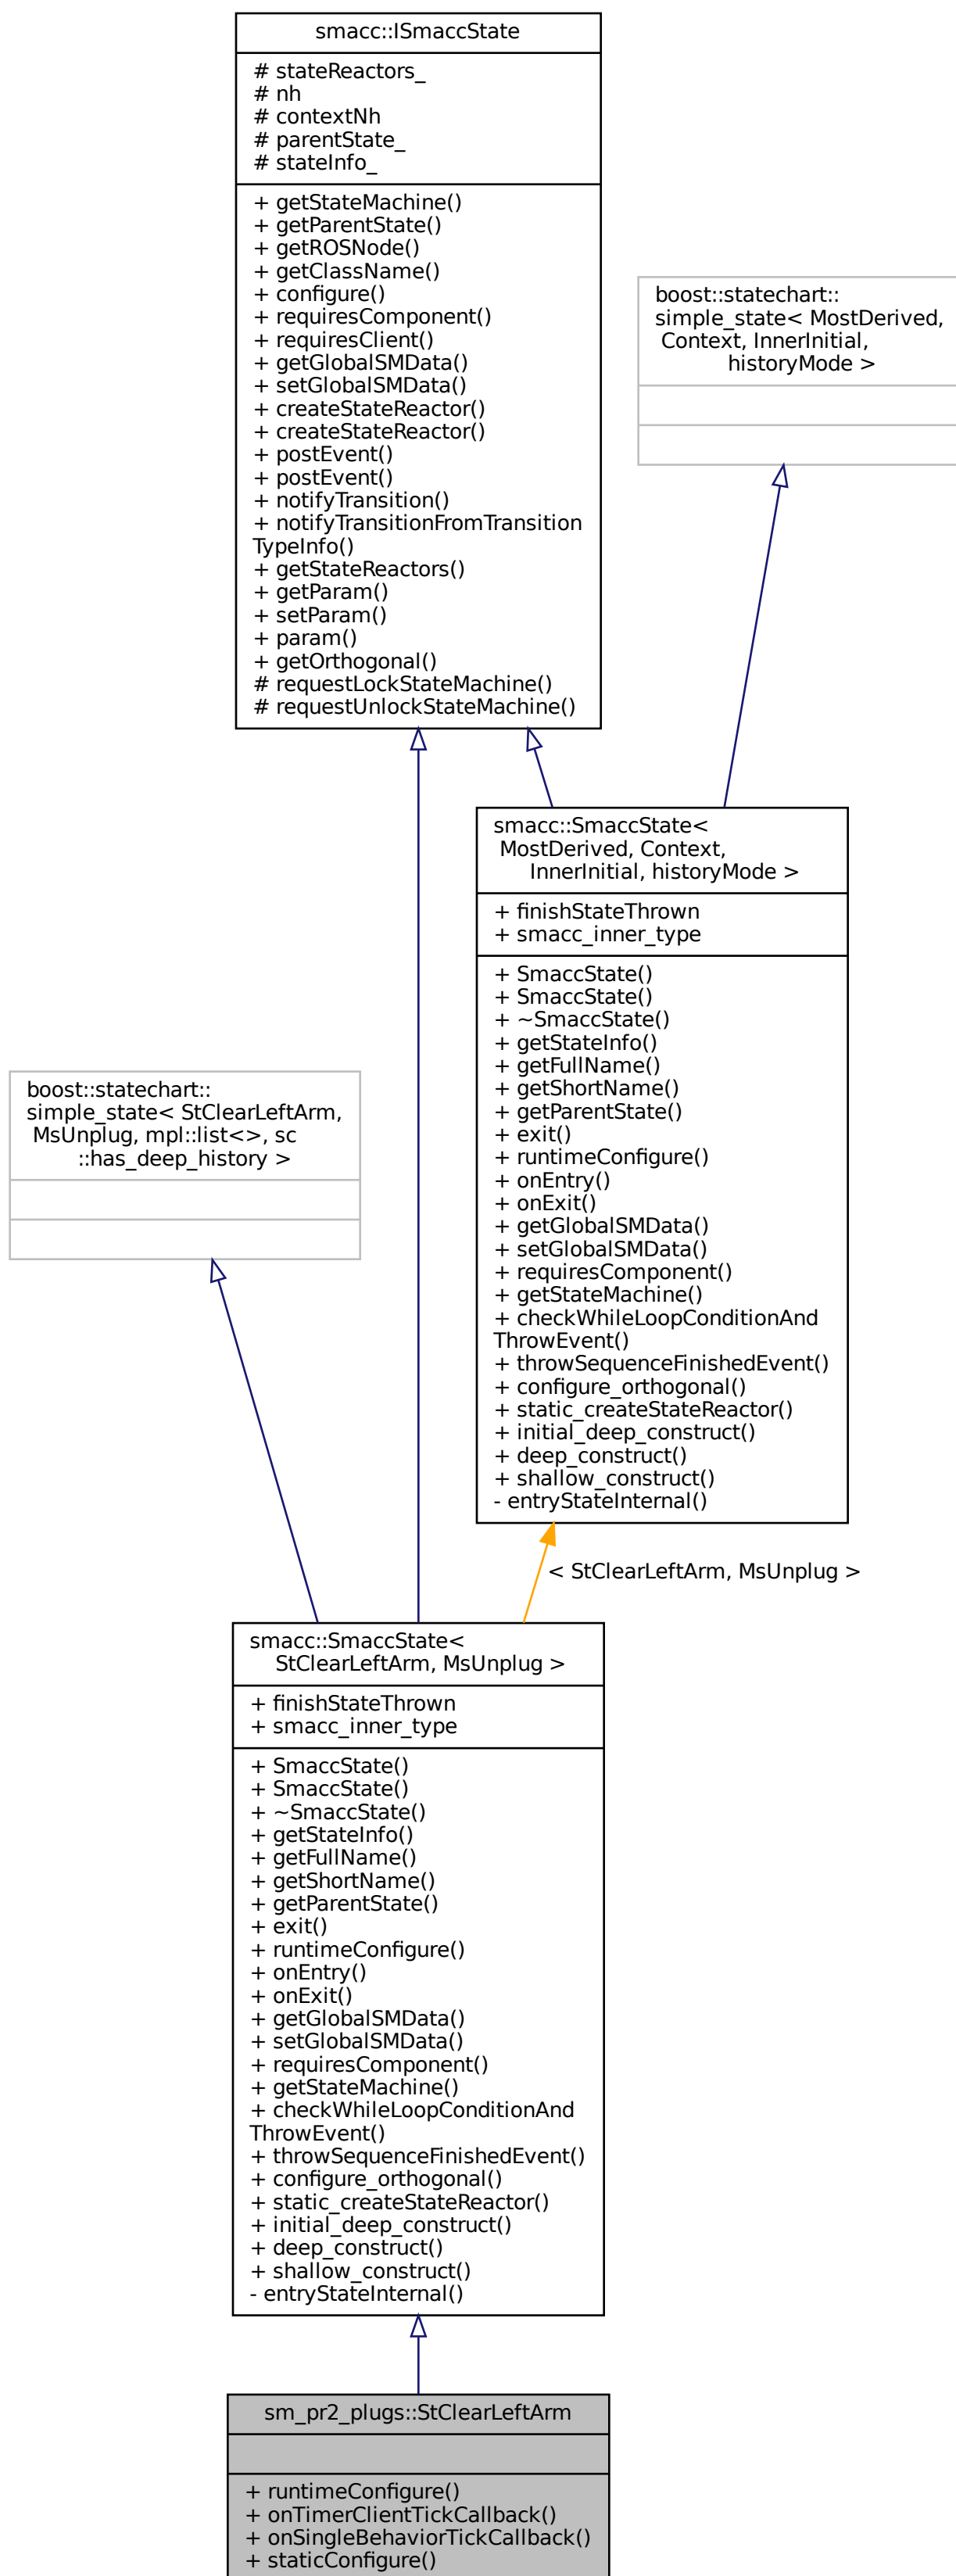 smacc::ISmaccState
# stateReactors_
# nh
# contextNh
# parentState_
# stateInfo_
+ getStateMachine()
+ getParentState()
+ getROSNode()
+ getClassName()
+ configure()
+ requiresComponent()
+ requiresClient()
+ getGlobalSMData()
+ setGlobalSMData()
+ createStateReactor()
+ createStateReactor()
+ postEvent()
+ postEvent()
+ notifyTransition()
+ notifyTransitionFromTransition
TypeInfo()
+ getStateReactors()
+ getParam()
+ setParam()
+ param()
+ getOrthogonal()
# requestLockStateMachine()
# requestUnlockStateMachine()
boost::statechart::
simple_state< MostDerived,
Context, InnerInitial,
historyMode >
smacc::SmaccState<
MostDerived, Context,
InnerInitial, historyMode >
+ finishStateThrown
+ smacc_inner_type
+ SmaccState()
+ SmaccState()
+ ~SmaccState()
+ getStateInfo()
+ getFullName()
+ getShortName()
+ getParentState()
+ exit()
+ runtimeConfigure()
+ onEntry()
+ onExit()
+ getGlobalSMData()
+ setGlobalSMData()
+ requiresComponent()
+ getStateMachine()
+ checkWhileLoopConditionAnd
ThrowEvent()
+ throwSequenceFinishedEvent()
+ configure_orthogonal()
+ static_createStateReactor()
+ initial_deep_construct()
+ deep_construct()
+ shallow_construct()
- entryStateInternal()
boost::statechart::
simple_state< StClearLeftArm,
MsUnplug, mpl::list<>, sc
::has_deep_history >
< StClearLeftArm, MsUnplug >
smacc::SmaccState<
StClearLeftArm, MsUnplug >
+ finishStateThrown
+ smacc_inner_type
+ SmaccState()
+ SmaccState()
+ ~SmaccState()
+ getStateInfo()
+ getFullName()
+ getShortName()
+ getParentState()
+ exit()
+ runtimeConfigure()
+ onEntry()
+ onExit()
+ getGlobalSMData()
+ setGlobalSMData()
+ requiresComponent()
+ getStateMachine()
+ checkWhileLoopConditionAnd
ThrowEvent()
+ throwSequenceFinishedEvent()
+ configure_orthogonal()
+ static_createStateReactor()
+ initial_deep_construct()
+ deep_construct()
+ shallow_construct()
- entryStateInternal()
sm_pr2_plugs::StClearLeftArm
+ runtimeConfigure()
+ onTimerClientTickCallback()
+ onSingleBehaviorTickCallback()
+ staticConfigure()